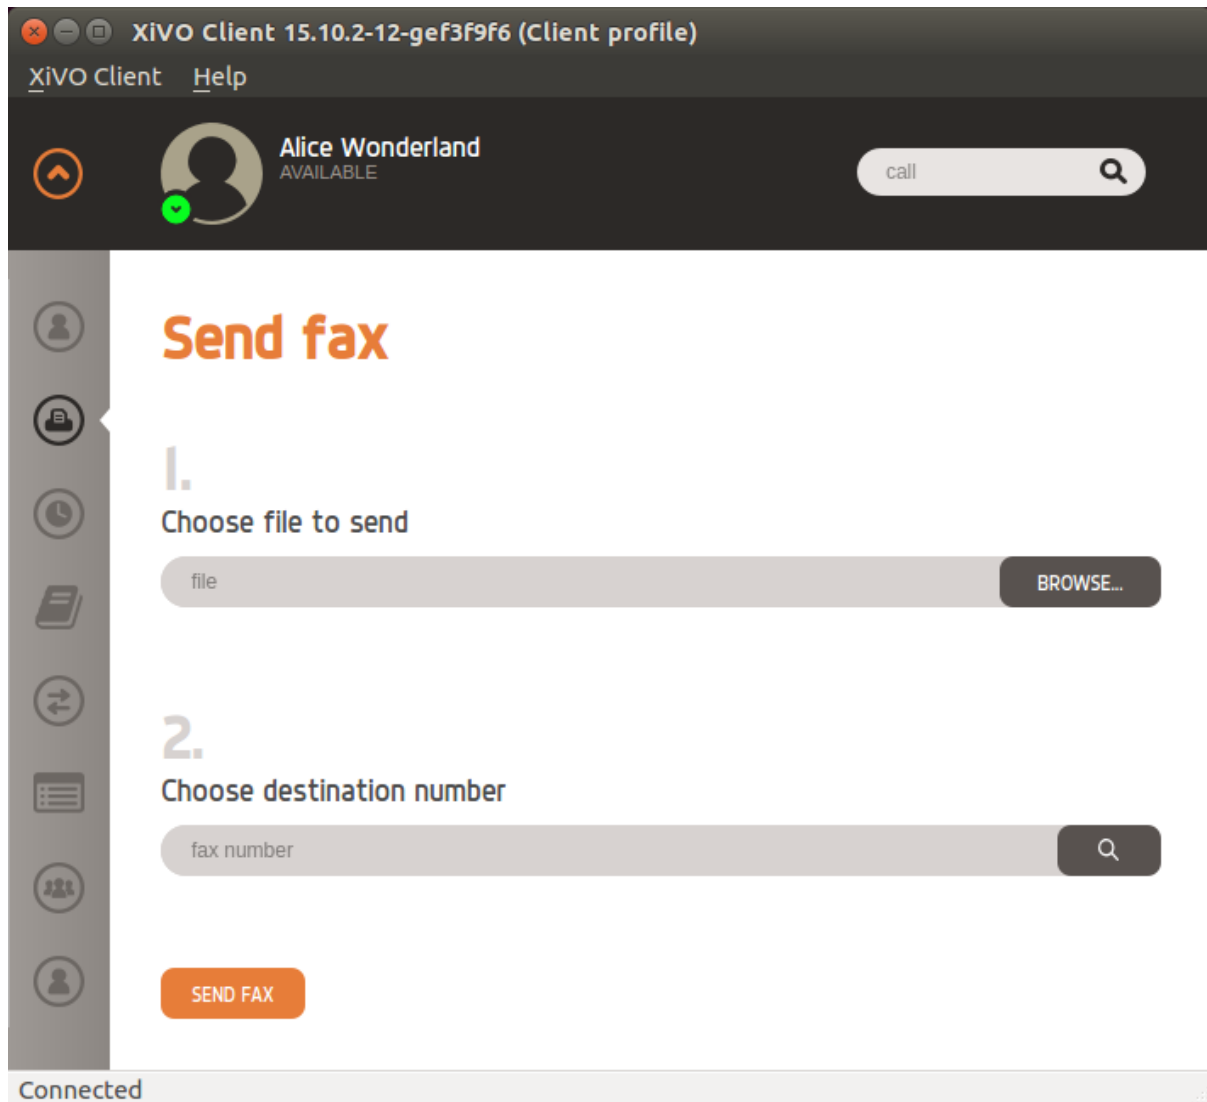 XiVO Client 15.10.2-12-gef3f9f6 (Client profile)
XiVO Client Help
Alice Wonderland
AVAILABLE
call
Send fax
1.
Choose file to send
file
BROWSE...
2.
Choose destination number
fax number
SEND FAX
Connected